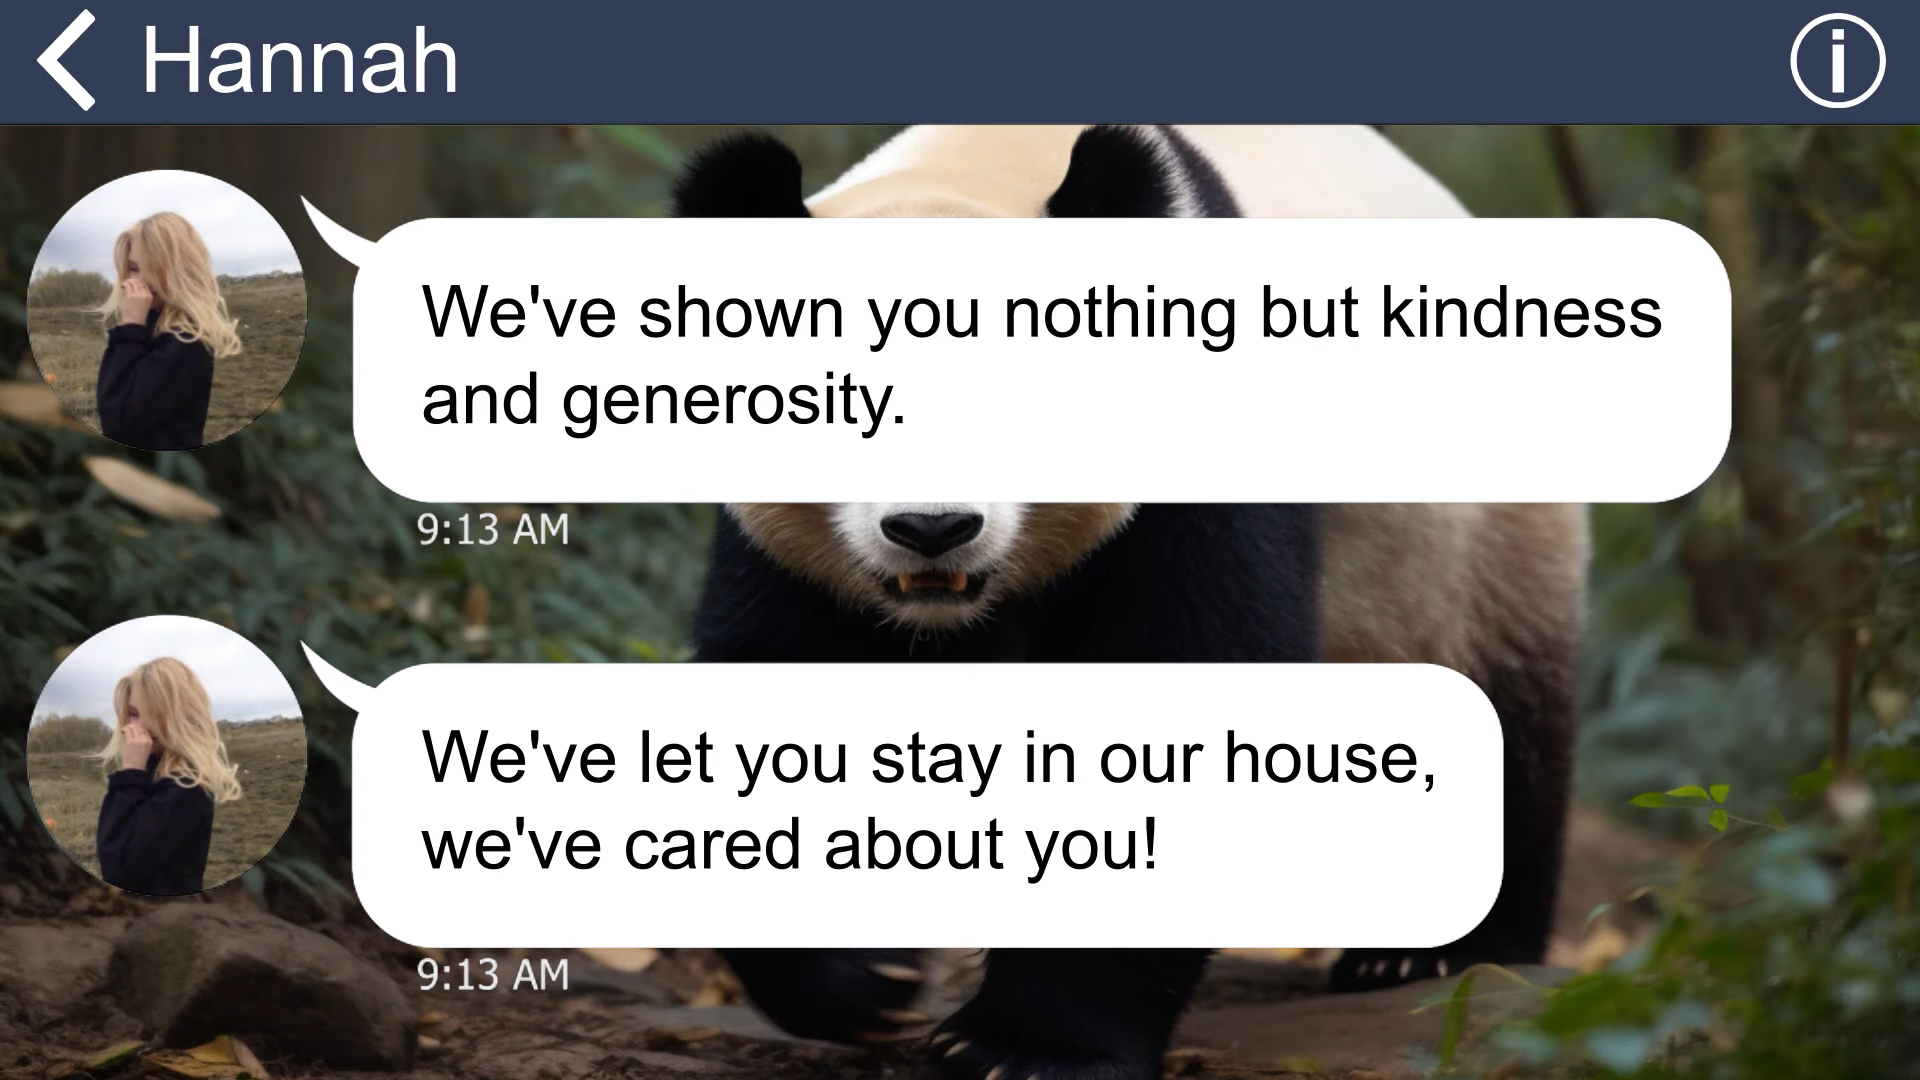 Hannah
We've shown you nothing but kindness
and generosity.
9:13 AM
We've let you stay in our house,
we've cared about you!
9:13 AM